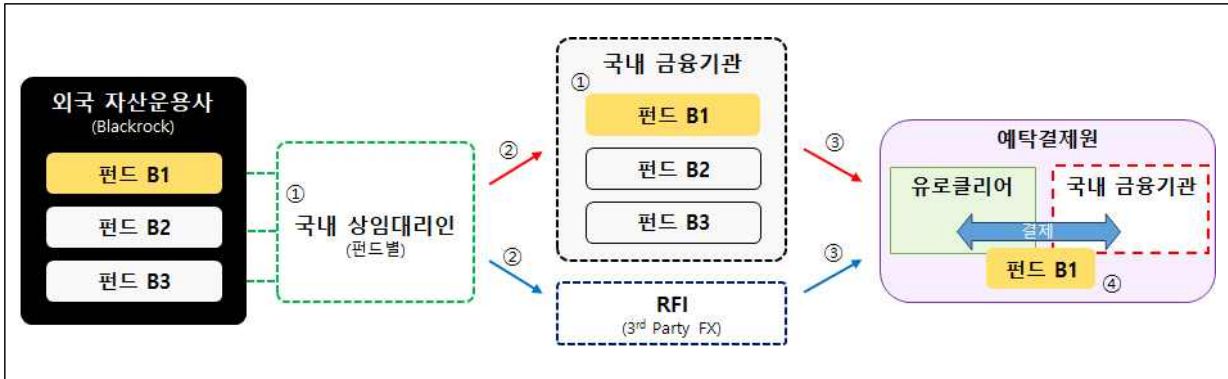 외국 자산운용사
(Blackrock)
펀드 B1
펀드 B2
펀드 B3
①
국내 상임대리인
(펀드별)
②
②
국내 금융기관
①
펀드 B1
펀드 B2
펀드 B3
RFI
(3rd Party FX)
③
③
예탁결제원
유로클리어
국내 금융기관
결제
펀드 B1
④